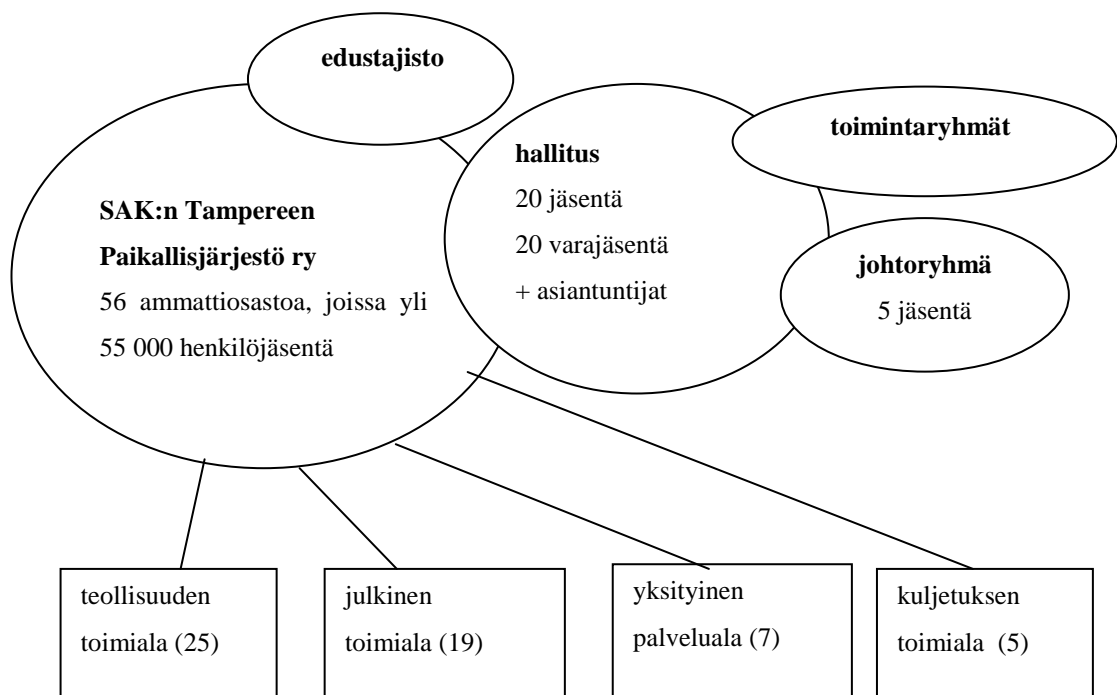 edustajisto
SAK:n Tampereen
Paikallisjärjestö ry
56 ammattiosastoa, joissa yli
55 000 henkilöjäsentä
hallitus
20 jäsentä
20 varajäsentä
+ asiantuntijat
toimintaryhmät
johtoryhmä
5 jäsentä
teollisuuden
toimiala (25)
julkinen
toimiala (19)
yksityinen
palveluala (7)
kuljetuksen
toimiala (5)